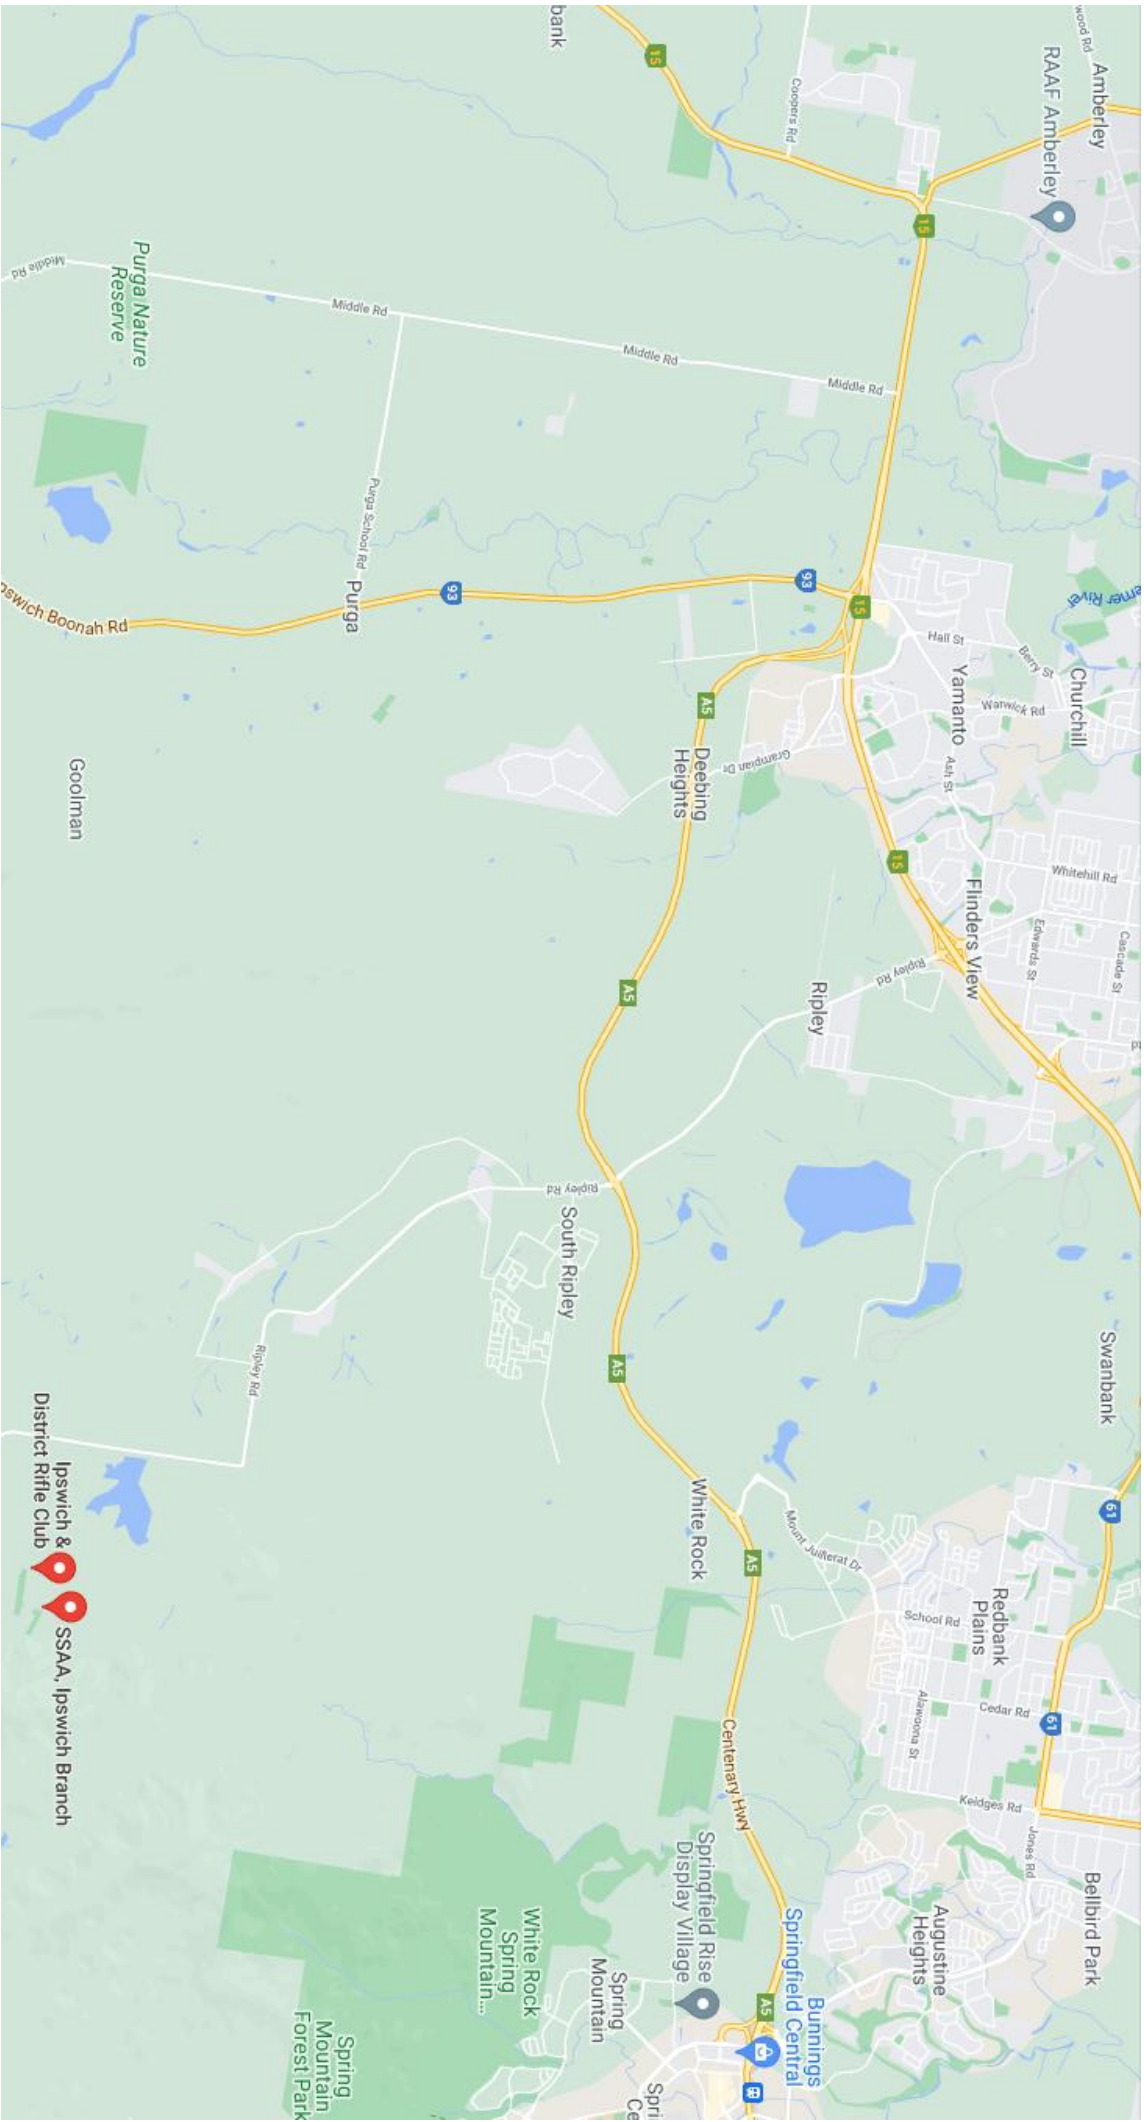 wood Rd
Amberley
RAAF Amberley
Coopers Rd
bank
15
15
Middle Rd
Middle Rd
Middle Rd
Middle Rd
Purga Nature
Reserve
Purga School Rd
Purga
93
93
15
Ipswich Boonah Rd
Hall St
Berry St
Churchill
Yamanto
Warwick Rd
Ash St
A5
Deebing
Heights
Grampian Dr
Goolman
15
Whitehill Rd
Flinders View
Edwards St
Cascade St
Ripley Rd
Ripley
A5
Ripley Rd
South Ripley
Swanbank
A5
Ripley Rd
Ipswich &
District Rifle Club
SSAA, Ipswich Branch
White Rock
A5
Mount Juillerat Dr
61
Redbank
Plains
School Rd
Cedar Rd
Alawoona St
61
Keidges Rd
Jones Rd
Centenary Hwy
Bellbird Park
Augustine
Heights
Springfield Rise
Display Village
Bunnings
Springfield Central
A5
White Rock
Spring
Mountain...
Spring
Mountain
Spring
Mountain
Forest Park
Spri
Ce